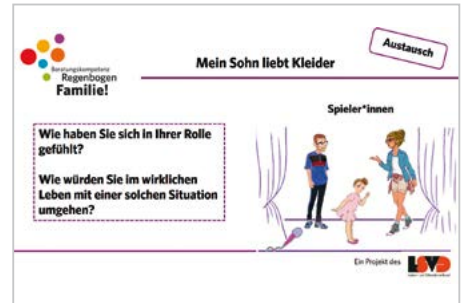 Beratungskompetenz
Regenbogen
Familie!
Mein Sohn liebt Kleider
Austausch
Wie haben Sie sich in Ihrer Rolle
gefühlt?
Wie würden Sie im wirklichen
Leben mit einer solchen Situation
umgehen?
Spieler*innen
Ein Projekt des
LSVD